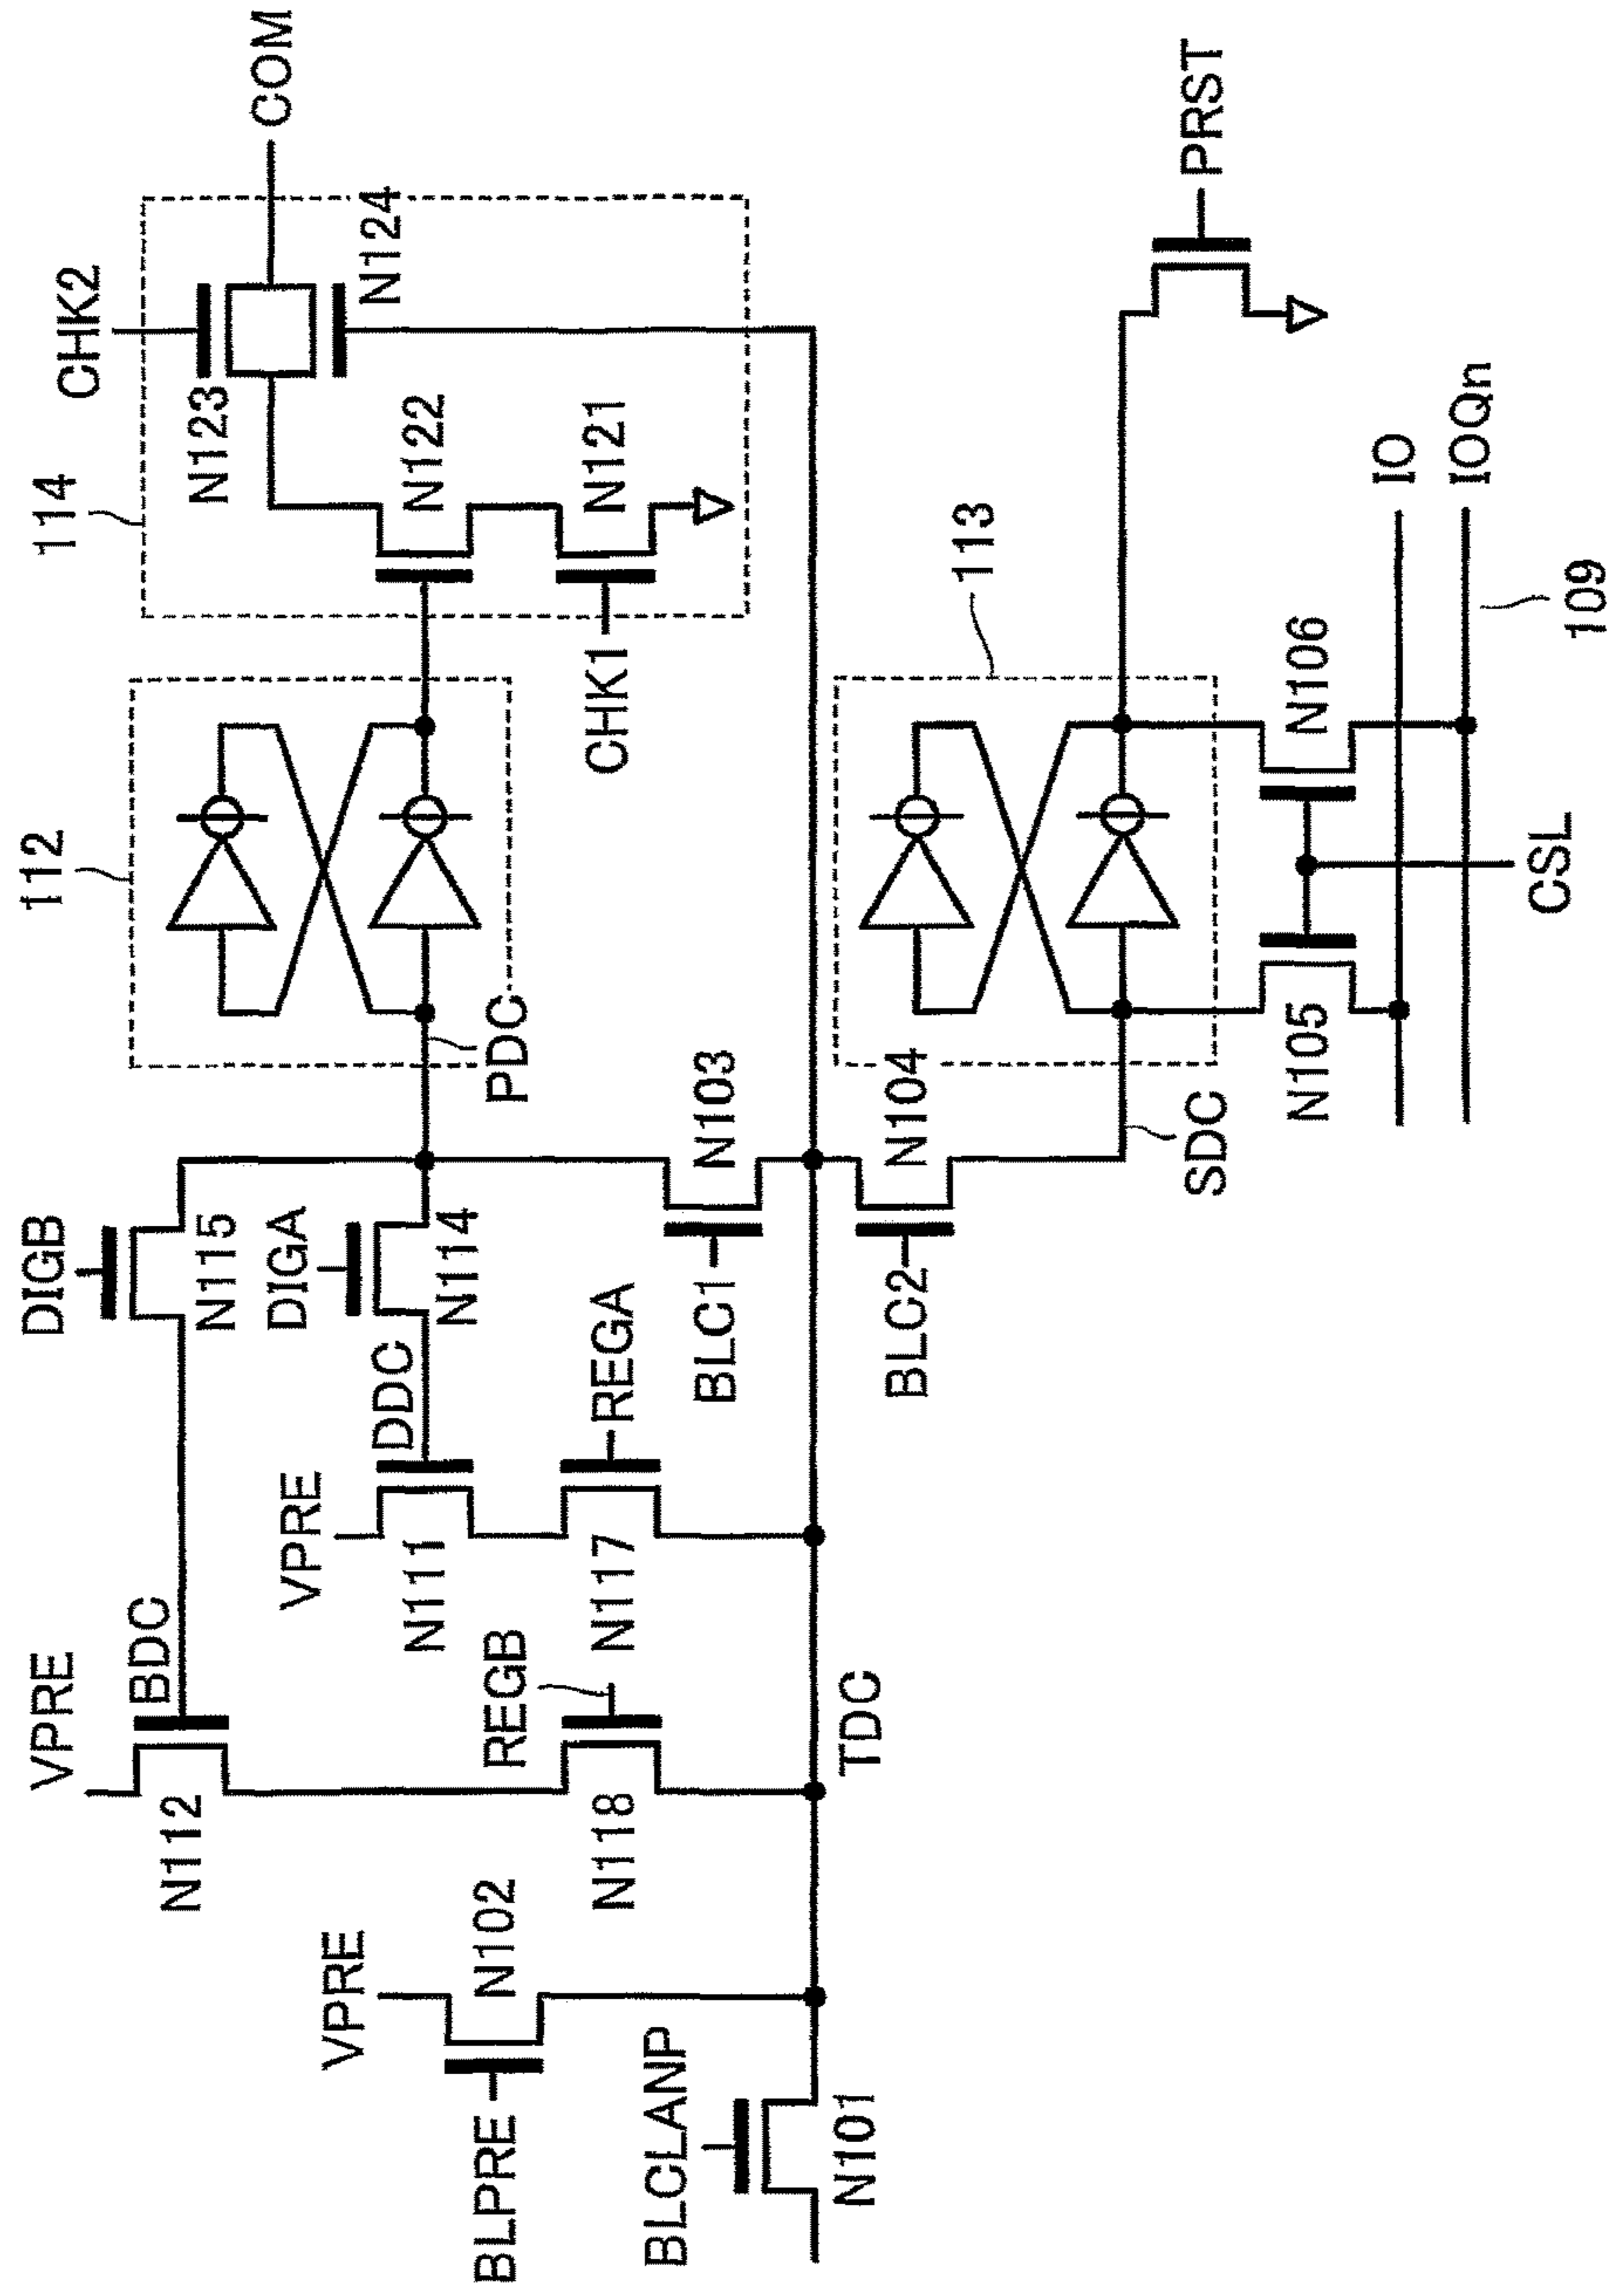 COM
CHK2
N124
N123
114
N122
N121
CHK1
112
PDC
PRST
IO
IOQn
113
109
N106
CSL
N105
SDC
N104
N103
BLC1
BLC2
DIGB
N115
DIGA
N114
DDC
REGA
VPRE
N111
N117
VPRE
BDC
REGB
TDC
N112
N118
VPRE
N102
BLPRE
BLCLANP
N101